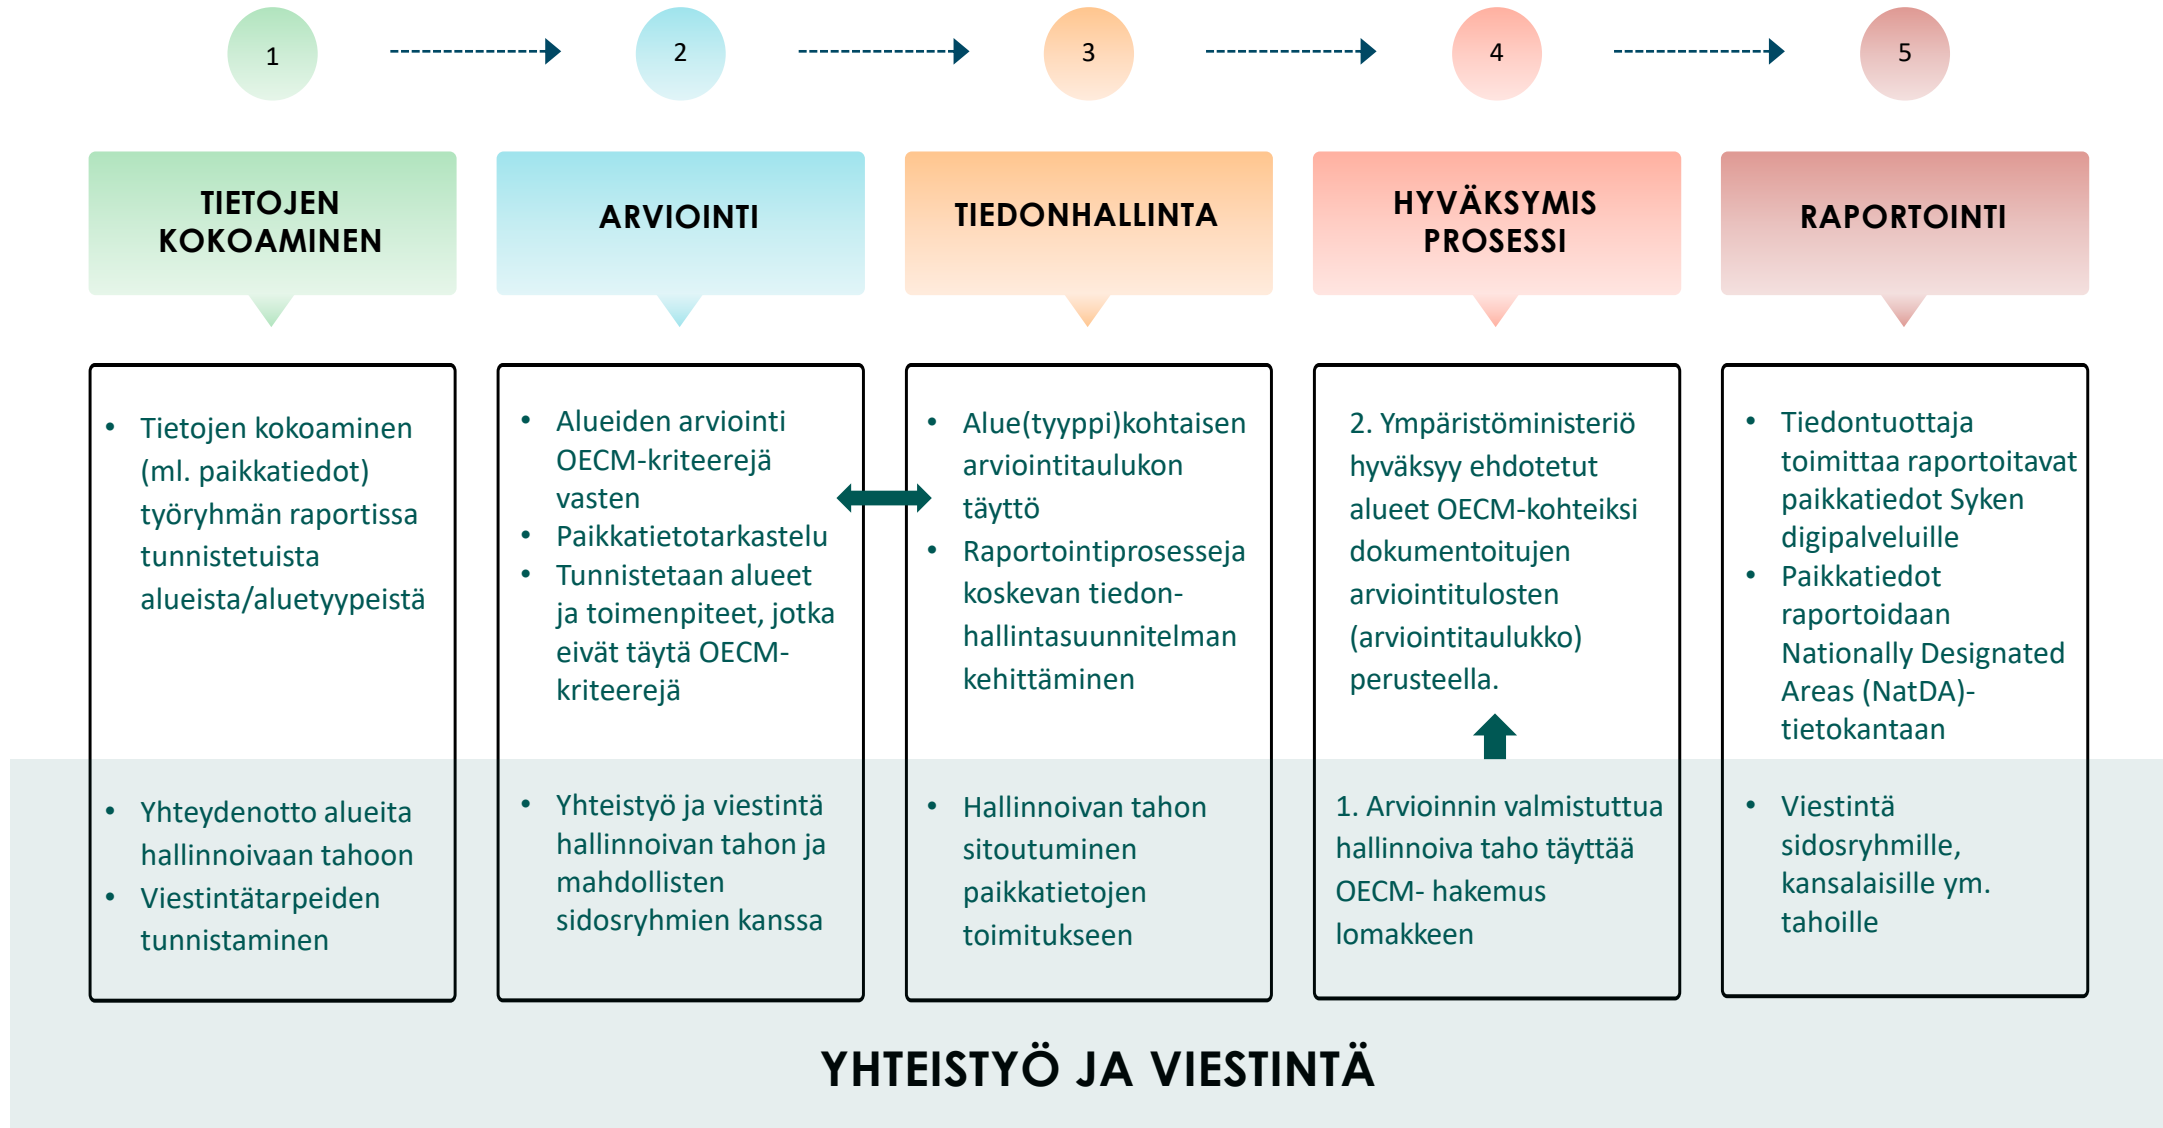 1
2
3
4
5
TIETOJEN
KOKOAMINEN
ARVIOINTI
TIEDONHALLINTA
HYVÄKSYMIS
PROSESSI
RAPORTOINTI
• Tietojen kokoaminen
(ml. paikkatiedot)
työryhmän raportissa
tunnistetuista
alueista/aluetyypeistä
• Yhteydenotto alueita
hallinnoivaan tahoon
• Viestintätarpeiden
tunnistaminen
• Alueiden arviointi
OECM-kriteerejä
vasten
• Paikkatietotarkastelu
• Tunnistetaan alueet
ja toimenpiteet, jotka
eivät täytä OECM-
kriteerejä
• Yhteistyö ja viestintä
hallinnoivan tahon ja
mahdollisten
sidosryhmien kanssa
• Alue(tyyppi)kohtaisen
arviointitaulukon
täyttö
• Raportointiprosesseja
koskevan tiedon-
hallintasuunnitelman
kehittäminen
• Hallinnoivan tahon
sitoutuminen
paikkatietojen
toimitukseen
2. Ympäristöministeriö
hyväksyy ehdotetut
alueet OECM-kohteiksi
dokumentoitujen
arviointitulosten
(arviointitaulukko)
perusteella.
1. Arvioinnin valmistuttua
hallinnoiva taho täyttää
OECM- hakemus
lomakkeen
• Tiedontuottaja
toimittaa raportoitavat
paikkatiedot Syken
digipalveluille
• Paikkatiedot
raportoidaan
Nationally Designated
Areas (NatDA)-
tietokantaan
• Viestintä
sidosryhmille,
kansalaisille ym.
tahoille
YHTEISTYÖ JA VIESTINTÄ